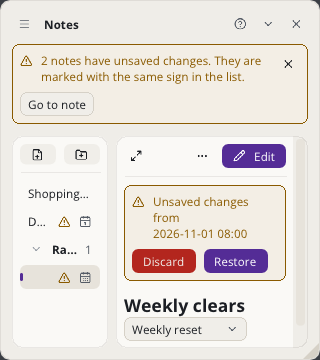 Notes
2 notes have unsaved changes. They are
marked with the same sign in the list.
Go to note
Edit
Shopping...
D...
Ra... 1
Unsaved changes
from
2026-11-01 08:00
Discard Restore
Weekly clears
Weekly reset